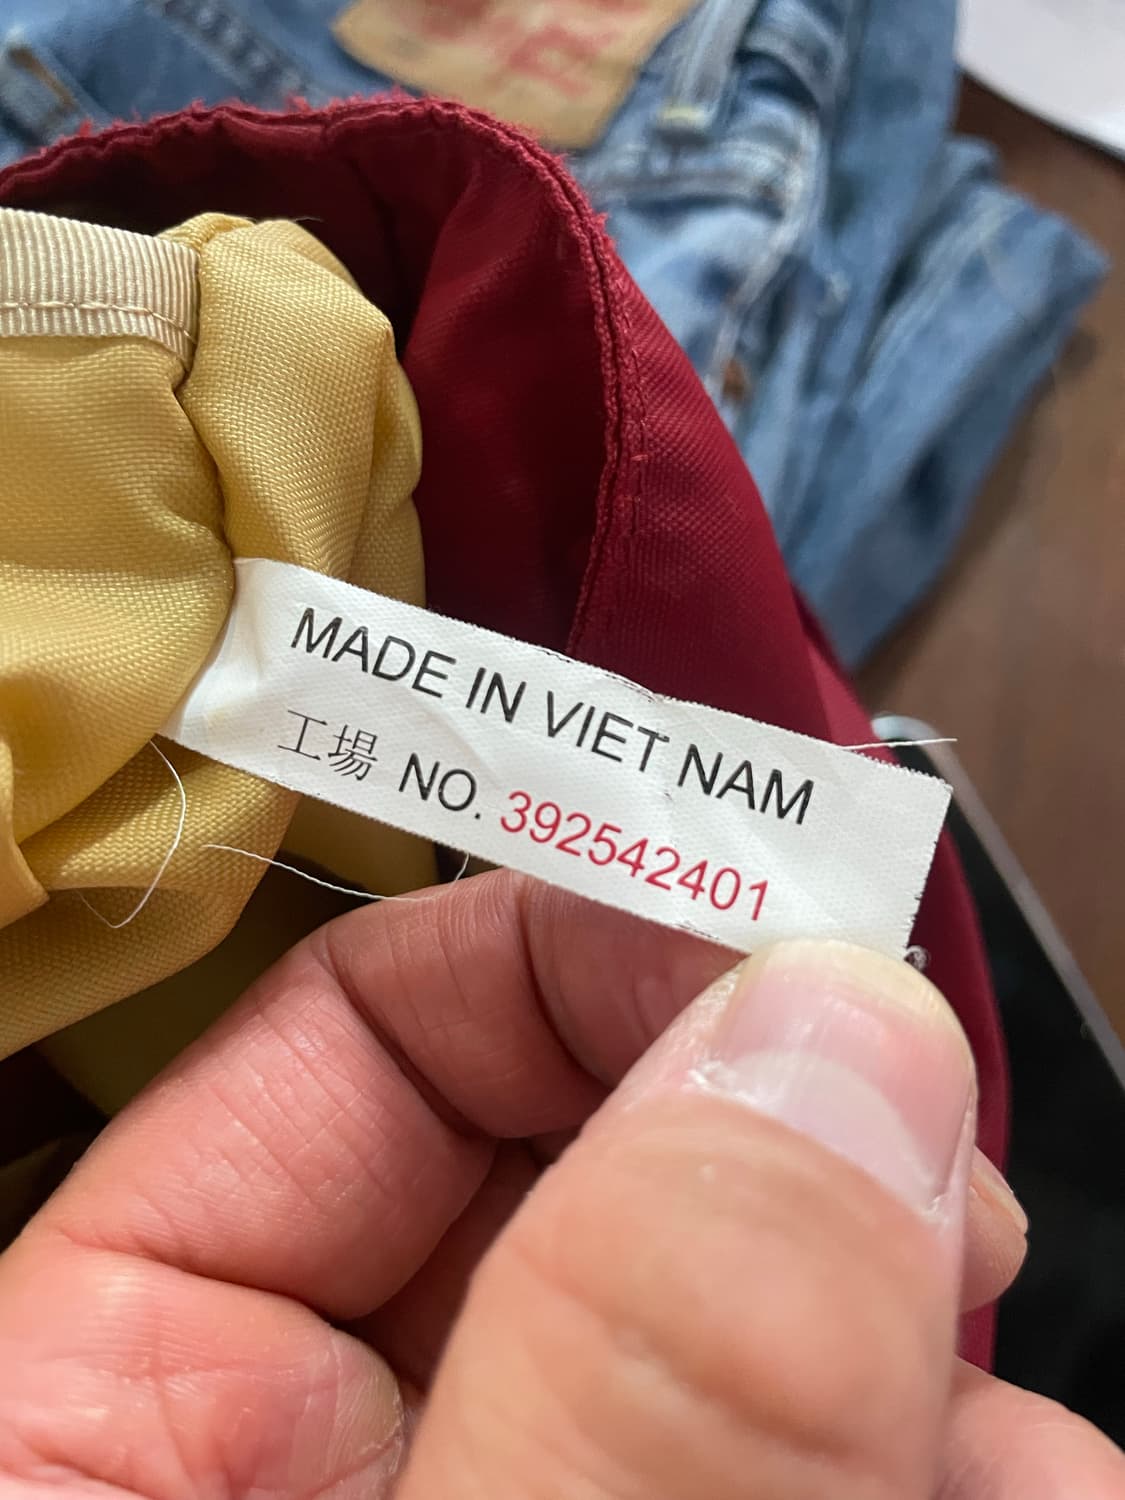 MADE IN VIET NAM
工場 NO. 392542401